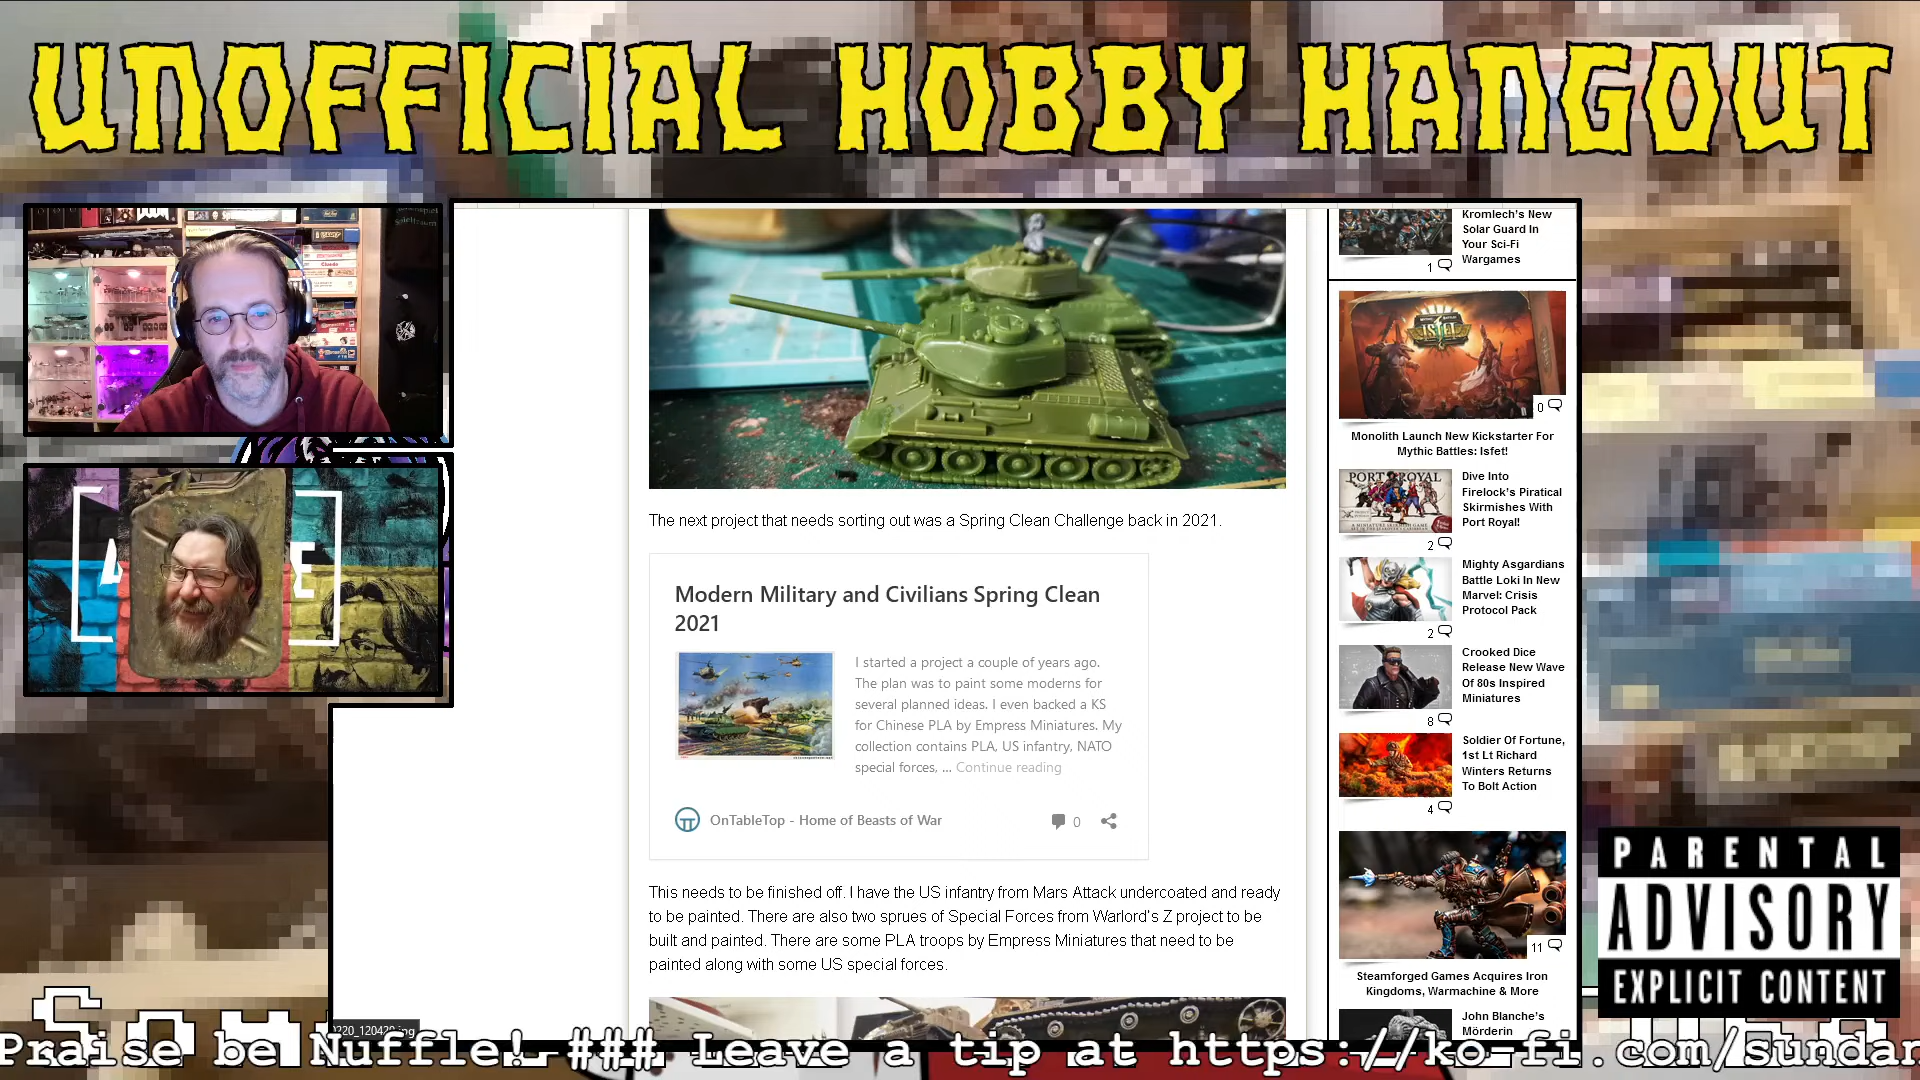 UNOFFICIAL HOBBY HANGOUT
DOOM
The next project that needs sorting out was a Spring Clean Challenge back in 2021.
Modern Military and Civilians Spring Clean
2021
I started a project a couple of years ago.
The plan was to paint some moderns for
several planned ideas. I even backed a KS
for Chinese PLA by Empress Miniatures. My
collection contains PLA, US infantry, NATO
special forces, ... Continue reading
OnTableTop - Home of Beasts of War
0
This needs to be finished off. I have the US infantry from Mars Attack undercoated and ready
to be painted. There are also two sprues of Special Forces from Warlord's Z project to be
built and painted. There are some PLA troops by Empress Miniatures that need to be
painted along with some US special forces.
Kromlech's New
Solar Guard In
Your Sci-Fi
Wargames
1
ISFET
0
Monolith Launch New Kickstarter For
Mythic Battles: Isfet!
PORT ROYAL
Dive Into
Firelock's Piratical
Skirmishes With
Port Royal!
2
Mighty Asgardians
Battle Loki In New
Marvel: Crisis
Protocol Pack
2
Crooked Dice
Release New Wave
Of 80s Inspired
Miniatures
8
Soldier Of Fortune,
1st Lt Richard
Winters Returns
To Bolt Action
4
11
Steamforged Games Acquires Iron
Kingdoms, Warmachine & More
John Blanche's
Mörderin
PARENTAL
ADVISORY
EXPLICIT CONTENT
0220_120420.jpg
Praise be Nuffle! ### Leave a tip at https://ko-fi.com/sundan